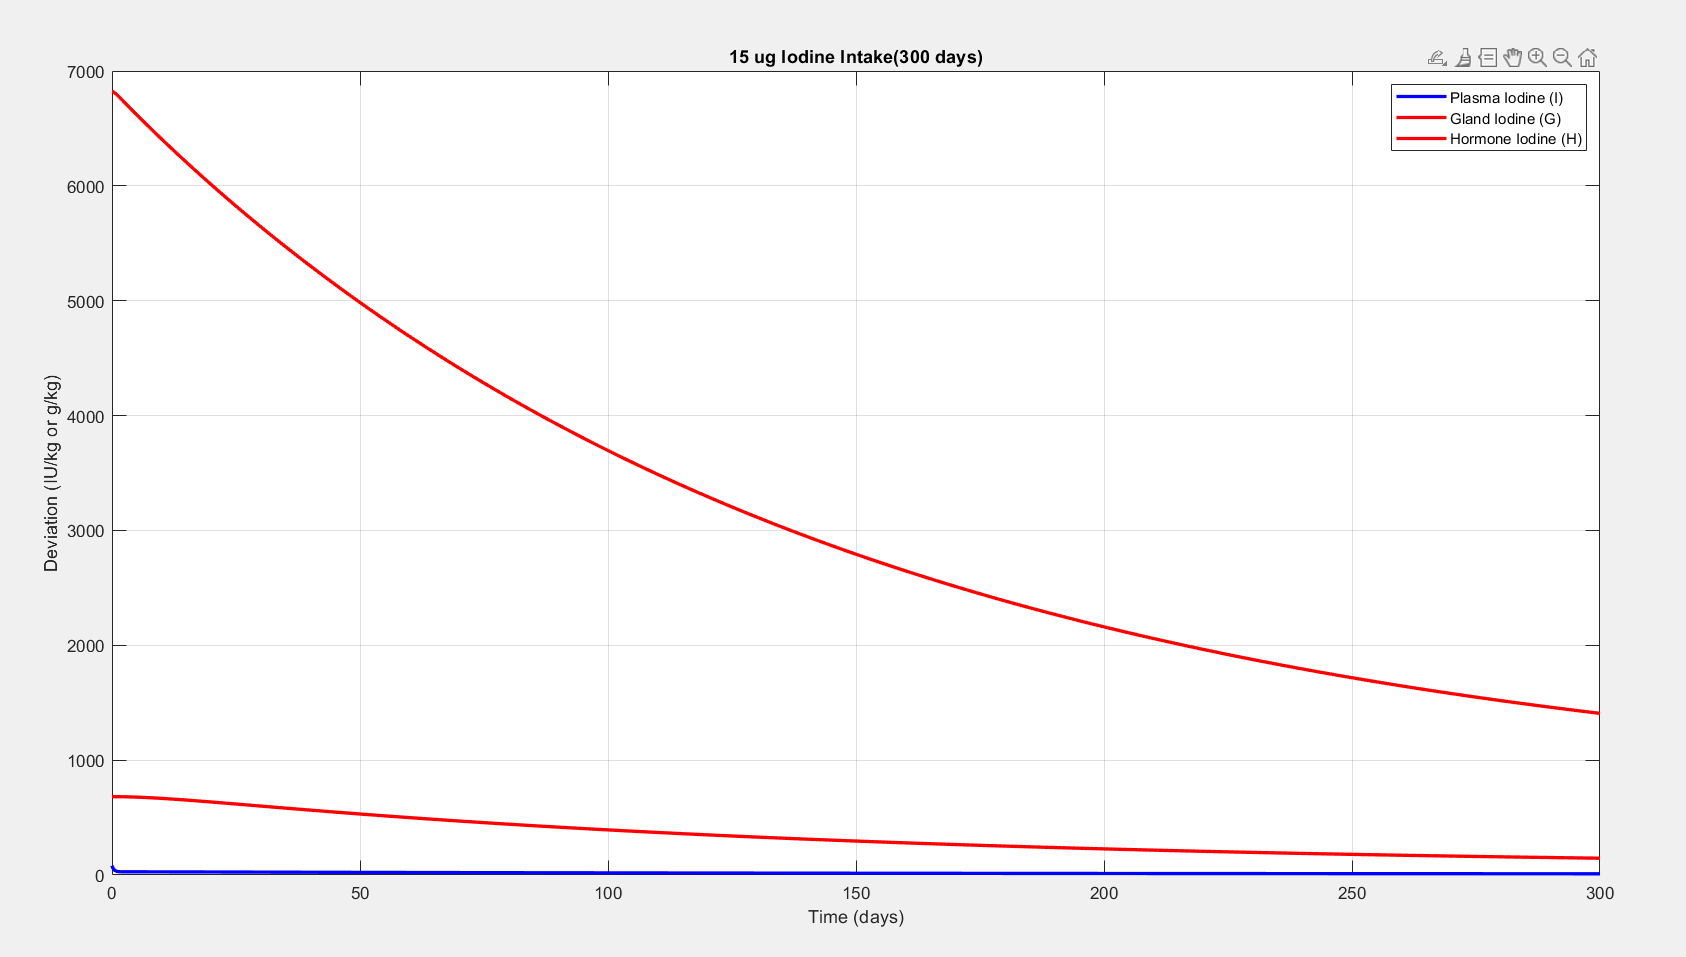 15 ug Iodine Intake(300 days)
7000
6000
5000
4000
3000
2000
1000
0
Deviation (IU/kg or g/kg)
Plasma Iodine (I)
Gland Iodine (G)
Hormone Iodine (H)
0 50 100 150 200 250 300
Time (days)